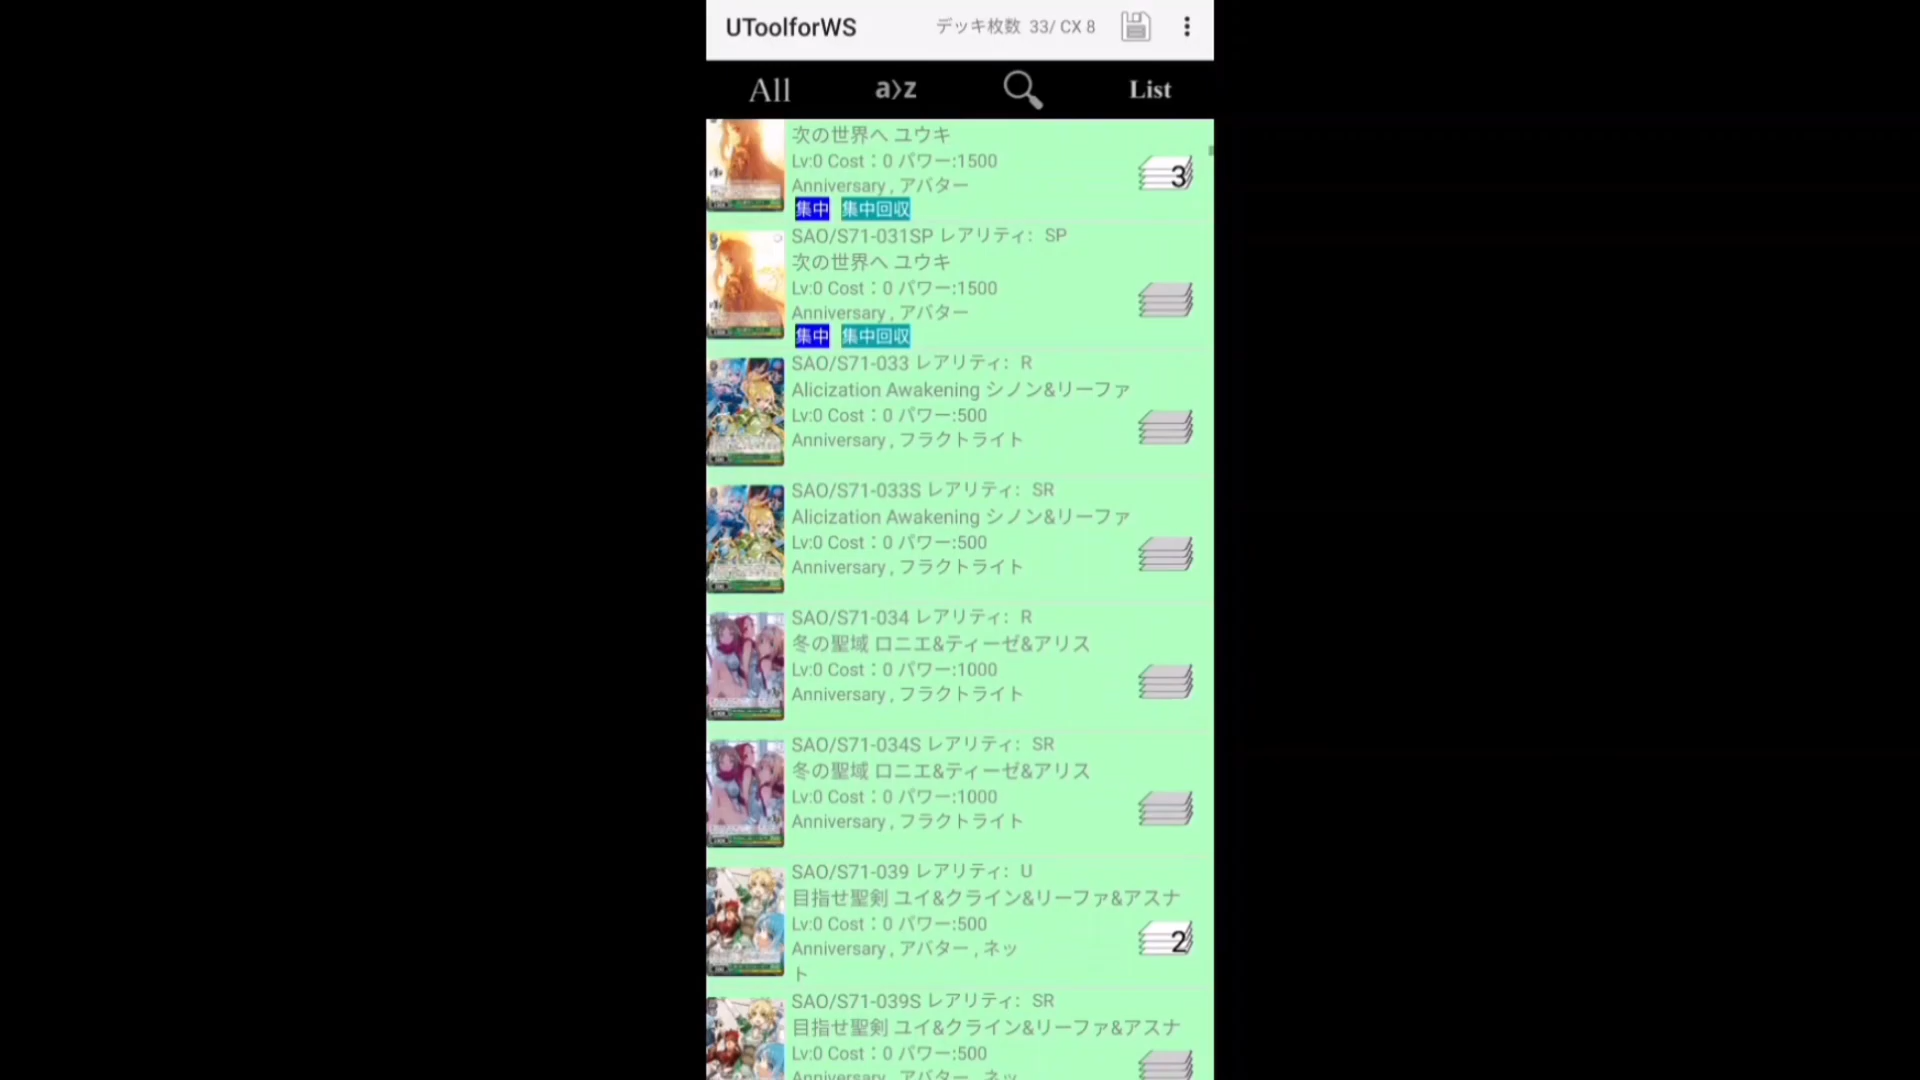 UToolforWS デッキ枚数 33/ CX 8
All a›z List
次の世界へ ユウキ
Lv:0 Cost：0 パワー:1500
Anniversary , アバター
3
集中 集中回収
SAO/S71-031SP レアリティ: SP
次の世界へ ユウキ
Lv:0 Cost：0 パワー:1500
Anniversary , アバター
集中 集中回収
SAO/S71-033 レアリティ: R
Alicization Awakening シノン&リーファ
Lv:0 Cost：0 パワー:500
Anniversary , フラクトライト
SAO/S71-033S レアリティ: SR
Alicization Awakening シノン&リーファ
Lv:0 Cost：0 パワー:500
Anniversary , フラクトライト
SAO/S71-034 レアリティ: R
冬の聖域 ロニエ&ティーゼ&アリス
Lv:0 Cost：0 パワー:1000
Anniversary , フラクトライト
SAO/S71-034S レアリティ: SR
冬の聖域 ロニエ&ティーゼ&アリス
Lv:0 Cost：0 パワー:1000
Anniversary , フラクトライト
SAO/S71-039 レアリティ: U
目指せ聖剣 ユイ&クライン&リーファ&アスナ
Lv:0 Cost：0 パワー:500
2
Anniversary , アバター , ネッ
ト
SAO/S71-039S レアリティ: SR
目指せ聖剣 ユイ&クライン&リーファ&アスナ
Lv:0 Cost：0 パワー:500
Anniversary , アバター , ネッ